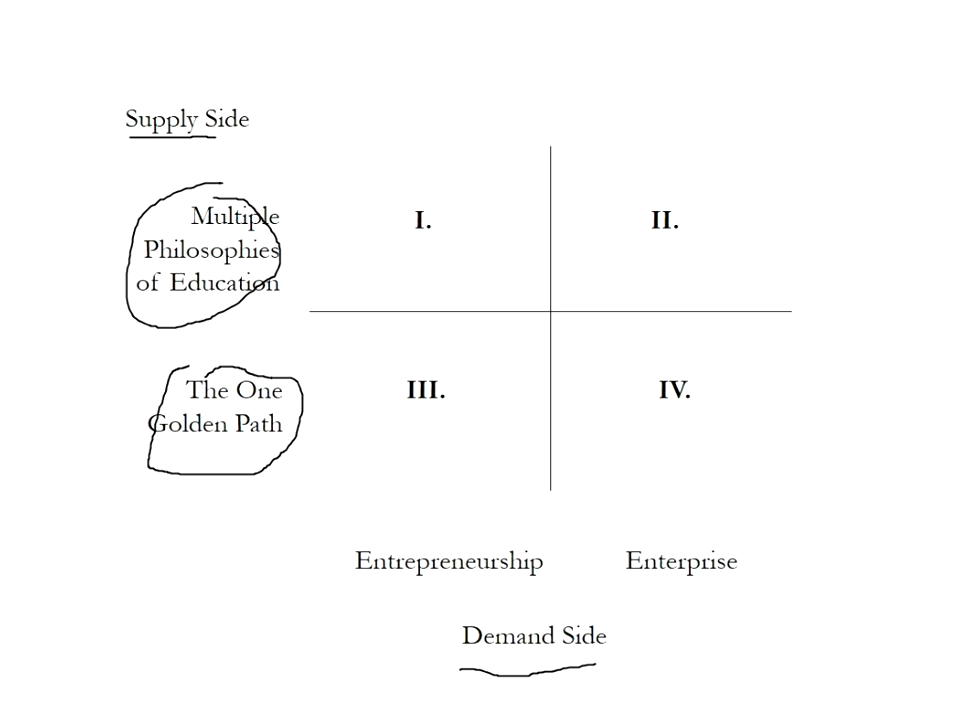 Supply Side
Multiple
Philosophies
of Education
I.
II.
The One
Golden Path
III.
IV.
Entrepreneurship
Enterprise
Demand Side